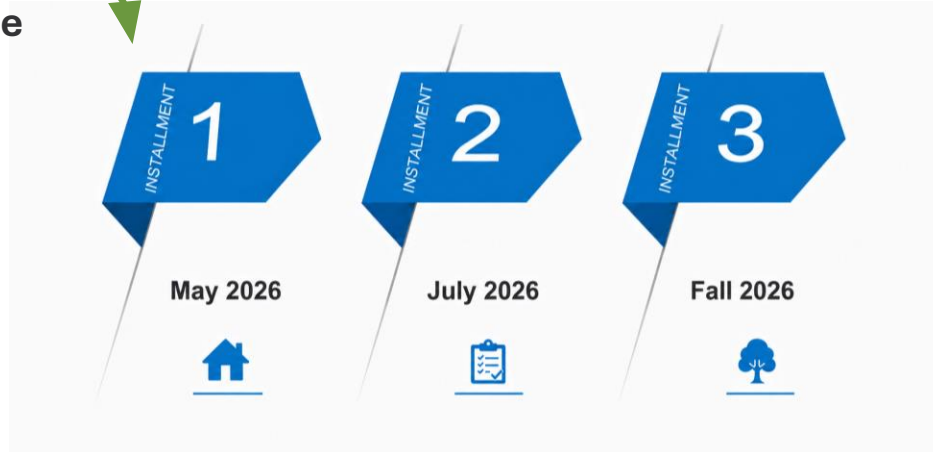 e
INSTALLMENT 1
INSTALLMENT 2
INSTALLMENT 3
May 2026
July 2026
Fall 2026